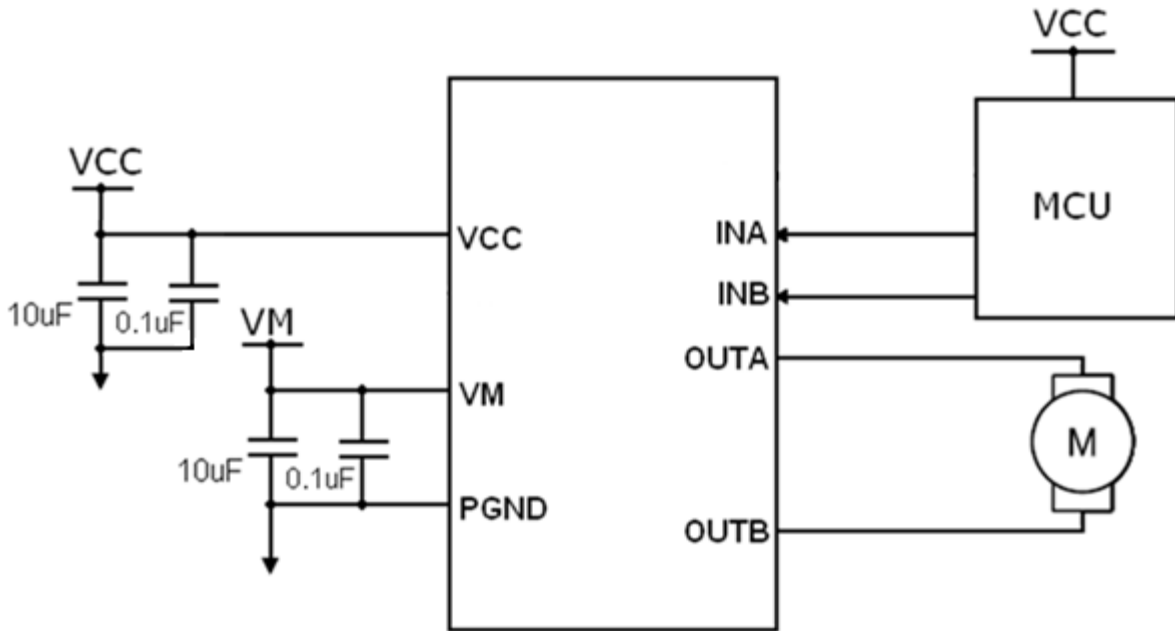 VCC
VCC
MCU
VCC
INA
INB
10uF
0.1uF
VM
OUTA
VM
M
10uF
0.1uF
PGND
OUTB